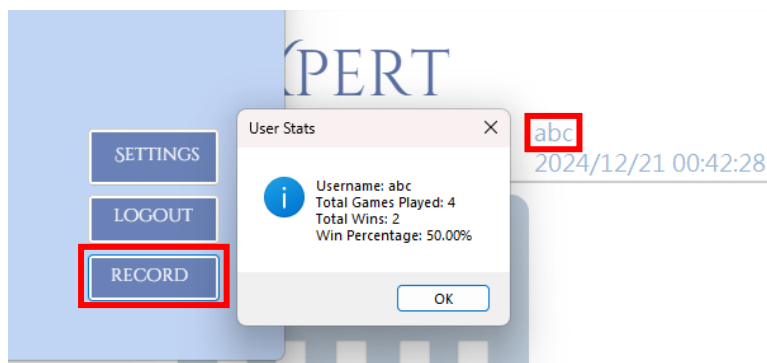 XPERT
User Stats
abc
2024/12/21 00:42:28
SETTINGS
Username: abc
Total Games Played: 4
Total Wins: 2
Win Percentage: 50.00%
LOGOUT
RECORD
OK